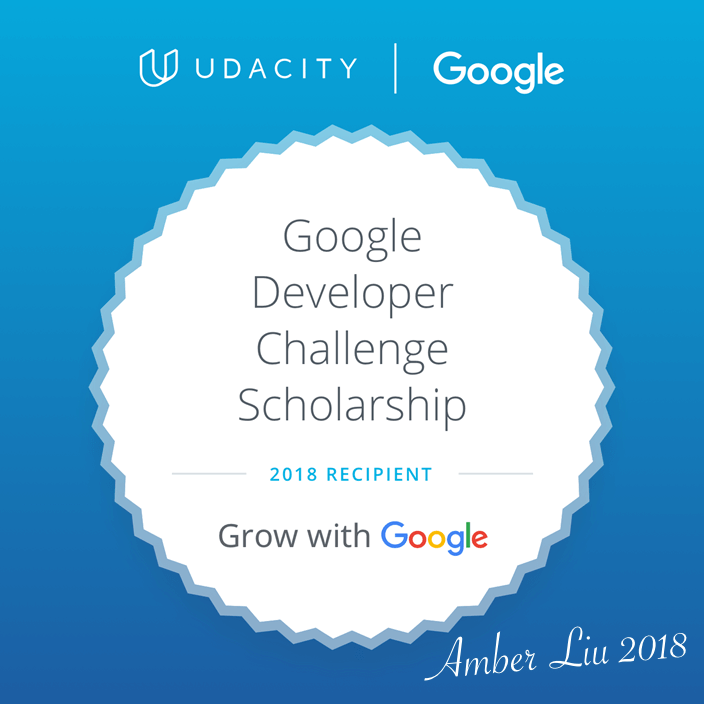 UDACITY | Google
Google
Developer
Challenge
Scholarship
2018 RECIPIENT
Grow with Google
Amber Liu 2018